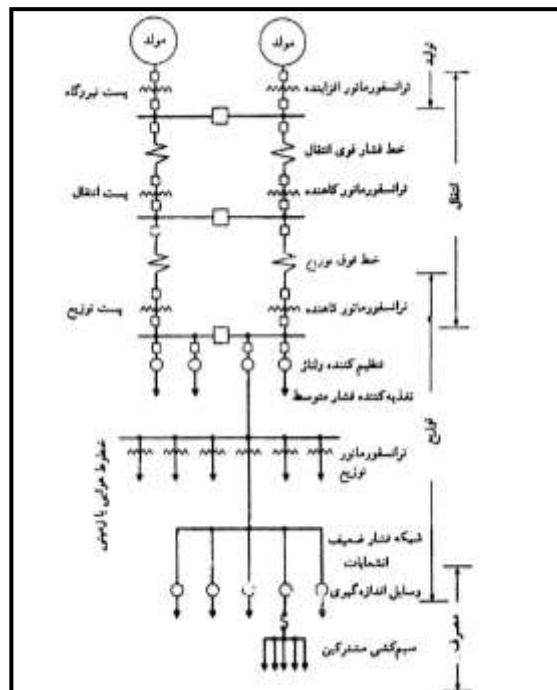 مولد
مولد
تولید
پست نیروگاه
ترانسفورماتور افزاینده
خط فشار قوی انتقال
انتقال
پست انتقال
ترانسفورماتور کاهنده
خط فوق توزیع
پست توزیع
ترانسفورماتور کاهنده
تنظیم کننده ولتاژ
تغذیه کننده فشار متوسط
توزیع
خطوط هوایی یا زمینی
ترانسفورماتور
توزیع
شبکه فشار ضعیف
انشعابات
وسایل اندازه گیری
مصرف
سیم کشی مشترکین